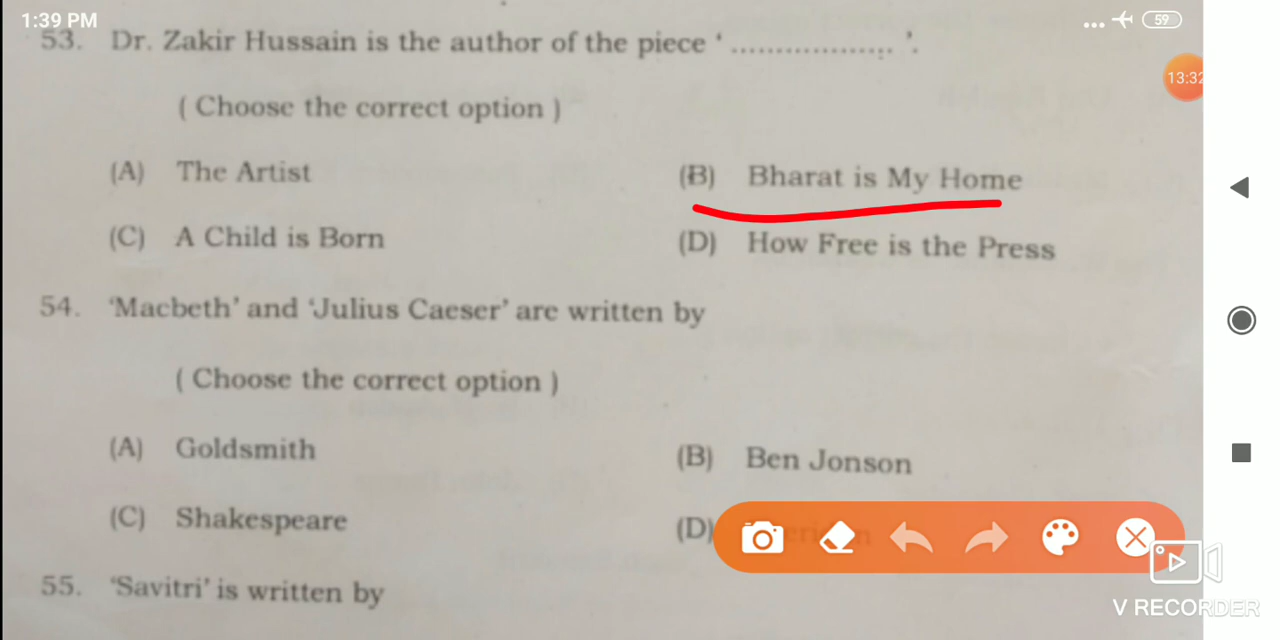 1:39 PM
59
53. Dr. Zakir Hussain is the author of the piece ‘ .................. ’.
13:32
( Choose the correct option )
(A) The Artist (B) Bharat is My Home
(C) A Child is Born (D) How Free is the Press
54. ‘Macbeth’ and ‘Julius Caeser’ are written by
( Choose the correct option )
(A) Goldsmith (B) Ben Jonson
(C) Shakespeare (D)
55. ‘Savitri’ is written by
V RECORDER